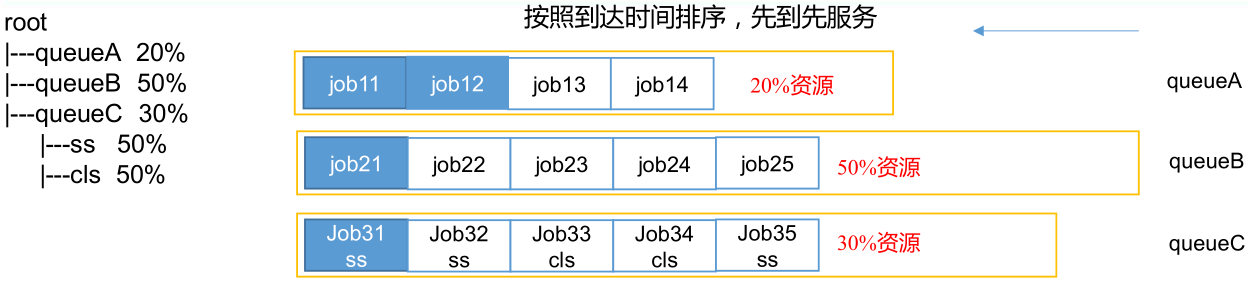 按照到达时间排序，先到先服务
root
|---queueA 20%
|---queueB 50%
|---queueC 30%
|---ss 50%
|---cls 50%
job11 job12 job13 job14 20%资源 queueA
job21 job22 job23 job24 job25 50%资源 queueB
Job31 Job32 Job33 Job34 Job35 30%资源 queueC
ss ss cls cls ss